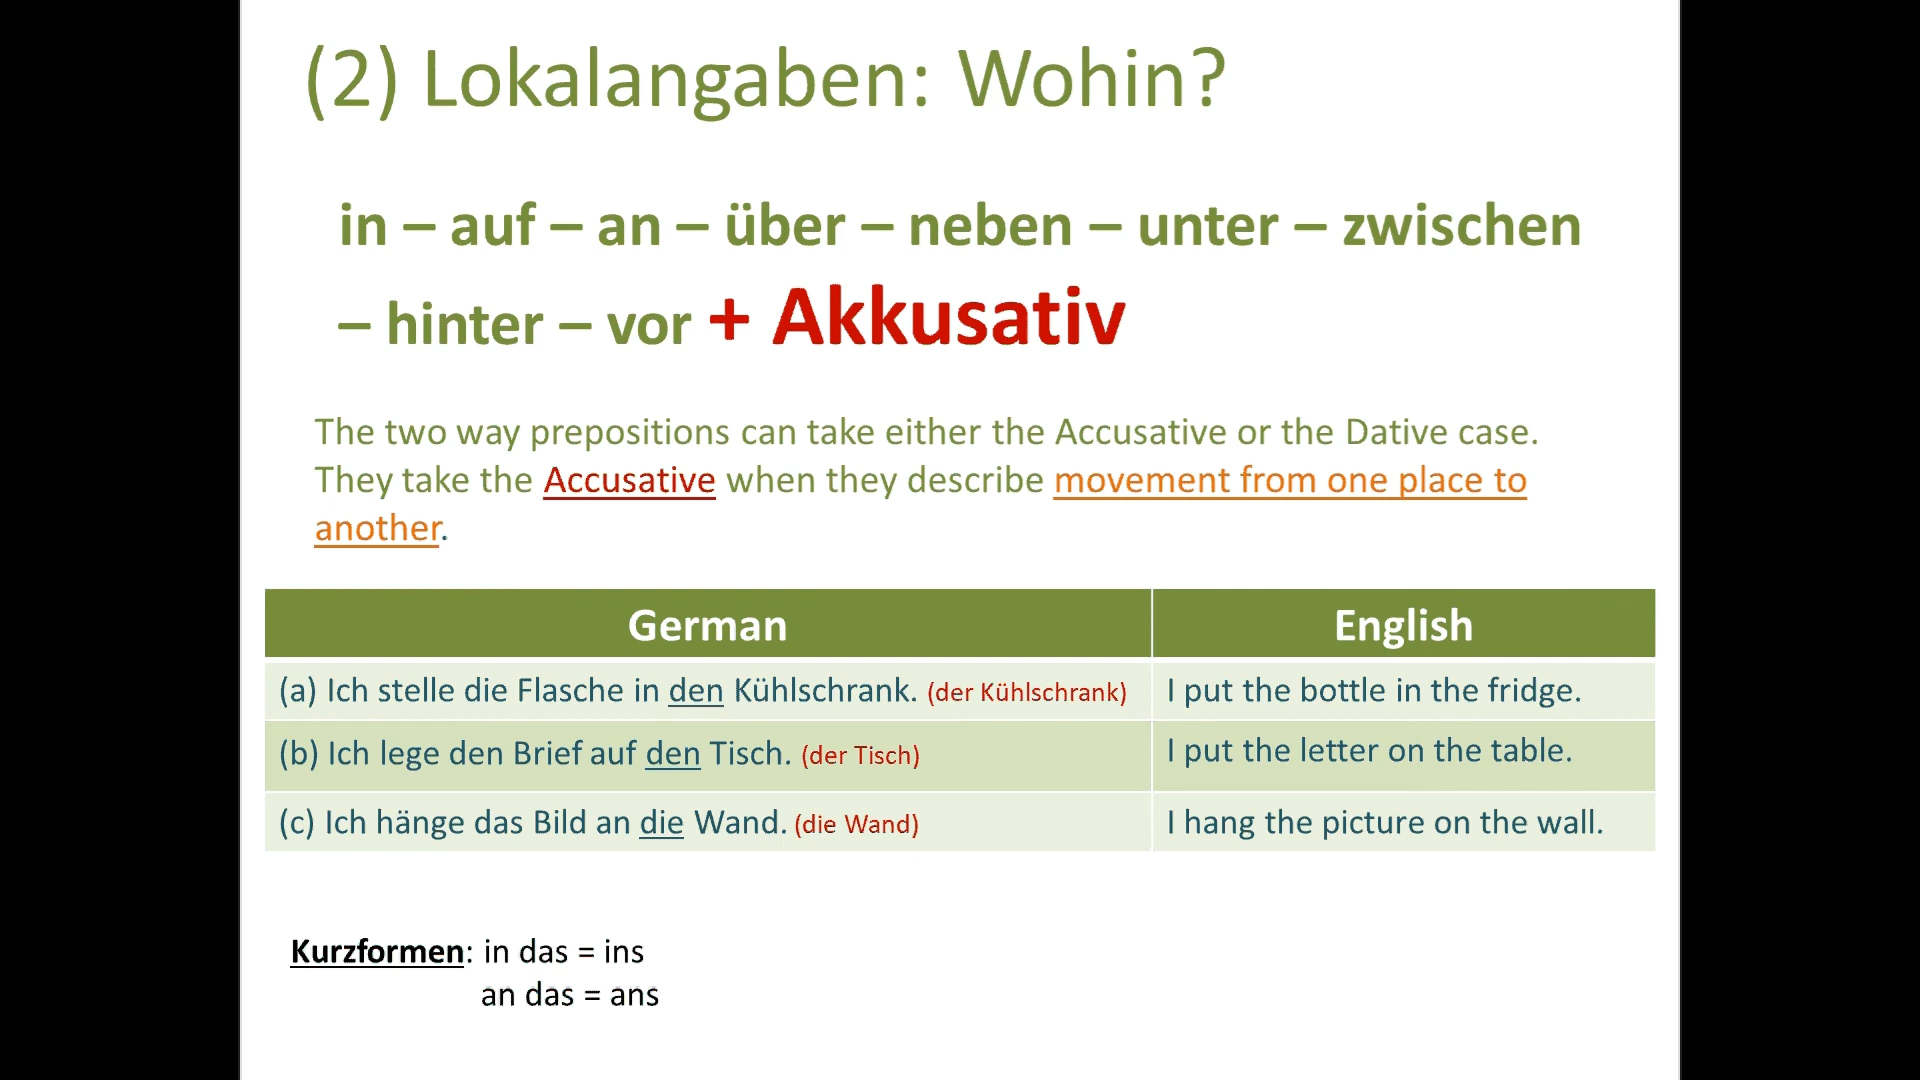 (2) Lokalangaben: Wohin?
in – auf – an – über – neben – unter – zwischen
– hinter – vor + Akkusativ
The two way prepositions can take either the Accusative or the Dative case.
They take the Accusative when they describe movement from one place to
another.
German English
(a) Ich stelle die Flasche in den Kühlschrank. (der Kühlschrank) I put the bottle in the fridge.
(b) Ich lege den Brief auf den Tisch. (der Tisch) I put the letter on the table.
(c) Ich hänge das Bild an die Wand. (die Wand) I hang the picture on the wall.
Kurzformen: in das = ins
an das = ans